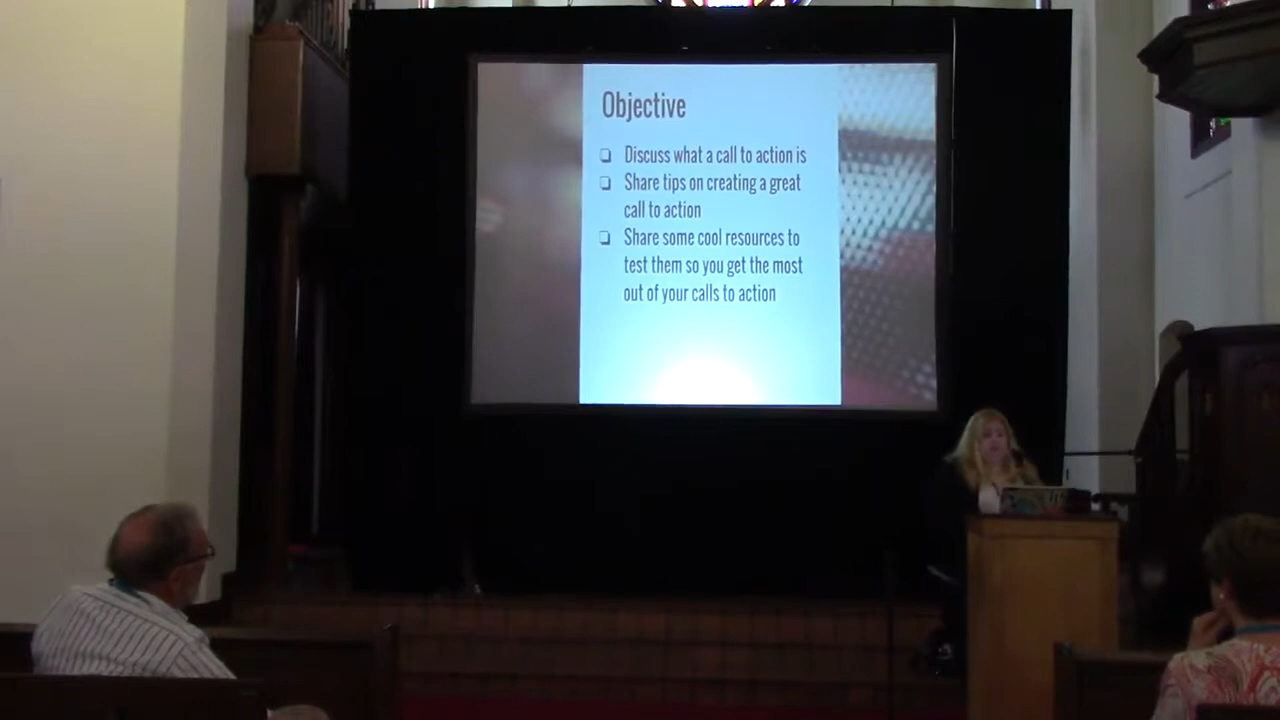 Objective
❏ Discuss what a call to action is
❏ Share tips on creating a great
call to action
❏ Share some cool resources to
test them so you get the most
out of your calls to action